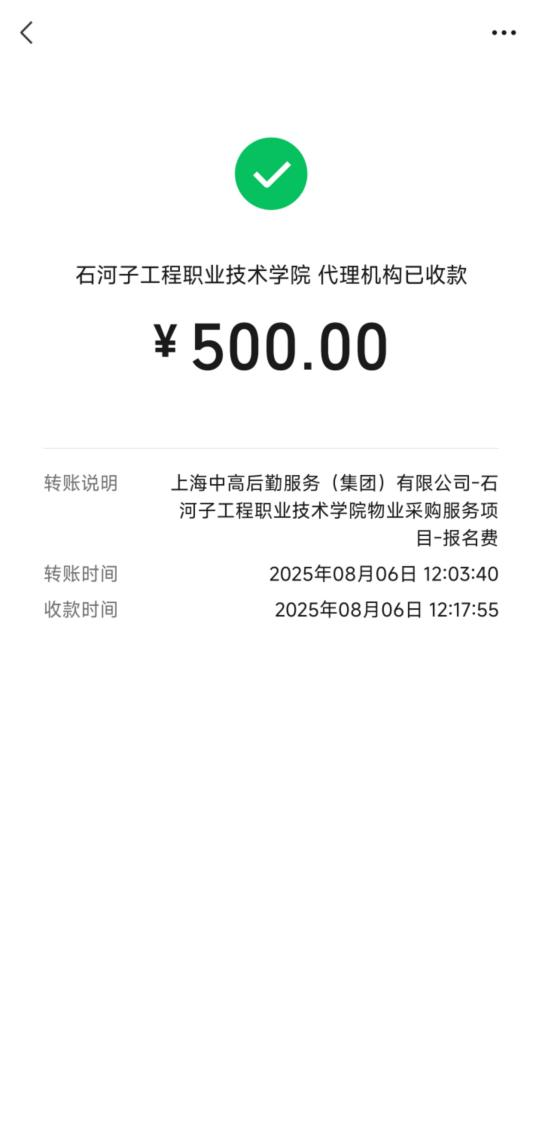 石河子工程职业技术学院 代理机构已收款
¥500.00
转账说明 上海中高后勤服务（集团）有限公司-石
河子工程职业技术学院物业采购服务项
目-报名费
转账时间 2025年08月06日 12:03:40
收款时间 2025年08月06日 12:17:55